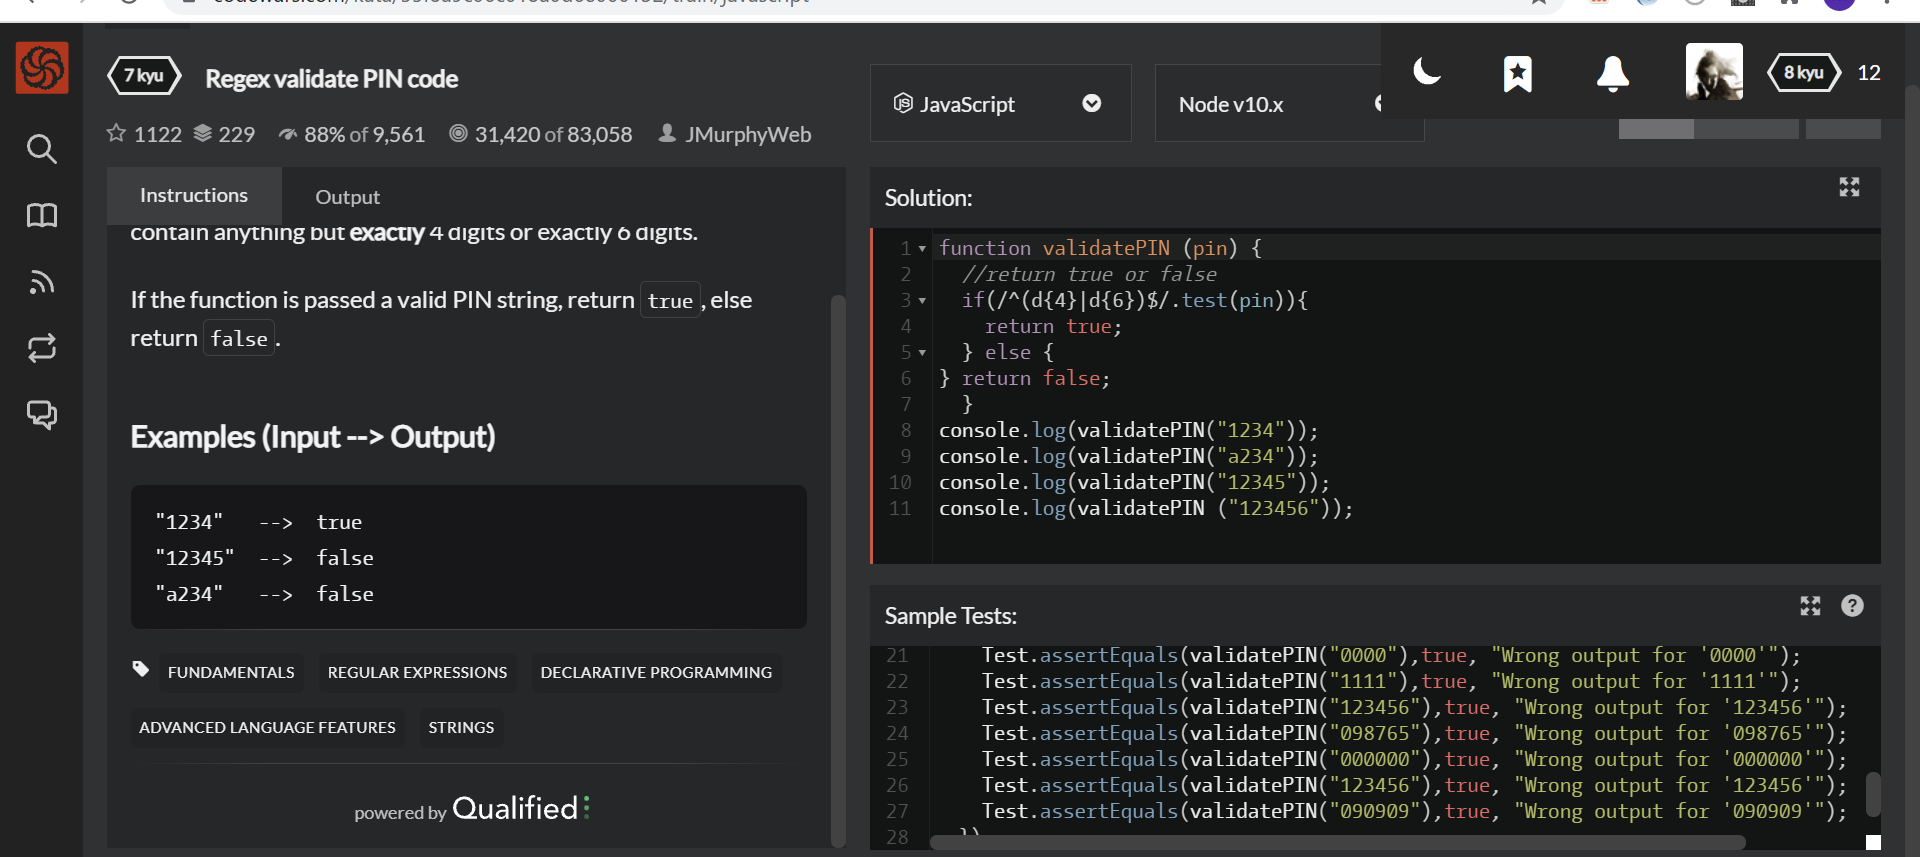 7 kyu
Regex validate PIN code
1122 229 88% of 9,561 31,420 of 83,058 JMurphyWeb
JavaScript
Node v10.x
8 kyu 12
Instructions Output
contain anything but exactly 4 digits or exactly 6 digits.
If the function is passed a valid PIN string, return true, else
return false.
Examples (Input --> Output)
"1234" --> true
"12345" --> false
"a234" --> false
FUNDAMENTALS REGULAR EXPRESSIONS DECLARATIVE PROGRAMMING
ADVANCED LANGUAGE FEATURES STRINGS
powered by Qualified
Solution:
1 function validatePIN (pin) {
2 //return true or false
3 if(/^(d{4}|d{6})$/.test(pin)){
4 return true;
5 } else {
6 } return false;
7 }
8 console.log(validatePIN("1234"));
9 console.log(validatePIN("a234"));
10 console.log(validatePIN("12345"));
11 console.log(validatePIN ("123456"));
Sample Tests:
21 Test.assertEquals(validatePIN("0000"),true, "Wrong output for '0000'");
22 Test.assertEquals(validatePIN("1111"),true, "Wrong output for '1111'");
23 Test.assertEquals(validatePIN("123456"),true, "Wrong output for '123456'");
24 Test.assertEquals(validatePIN("098765"),true, "Wrong output for '098765'");
25 Test.assertEquals(validatePIN("000000"),true, "Wrong output for '000000'");
26 Test.assertEquals(validatePIN("123456"),true, "Wrong output for '123456'");
27 Test.assertEquals(validatePIN("090909"),true, "Wrong output for '090909'");
28 })